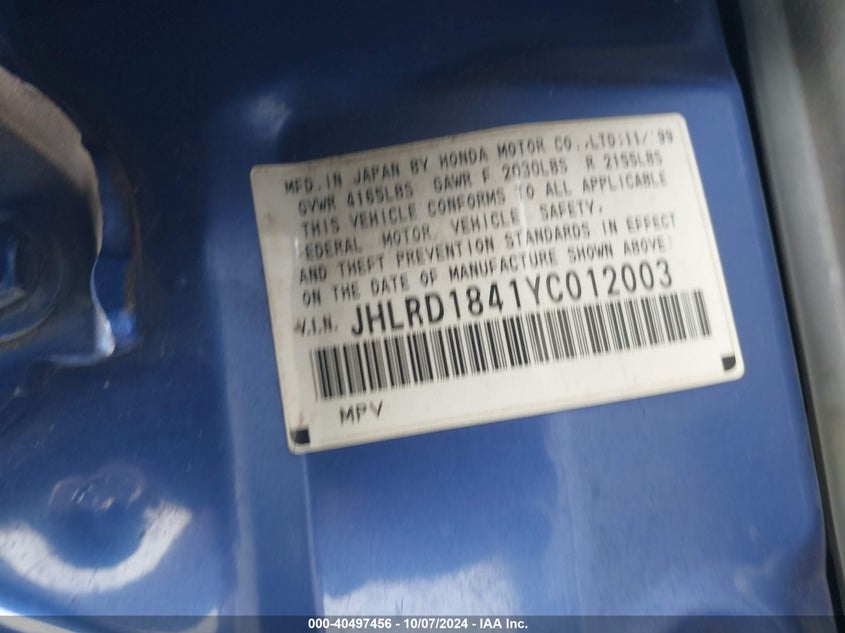 MFD. IN JAPAN BY HONDA MOTOR CO.,LTD:11/'99
GVWR 4165LBS GAWR F 2030LBS R 2155LBS
THIS VEHICLE CONFORMS TO ALL APPLICABLE
FEDERAL MOTOR VEHICLE SAFETY,
AND THEFT PREVENTION STANDARDS IN EFFECT
ON THE DATE OF MANUFACTURE SHOWN ABOVE:
V.I.N. JHLRD1841YC012003
MPV
000-40497456 - 10/07/2024 - IAA Inc.